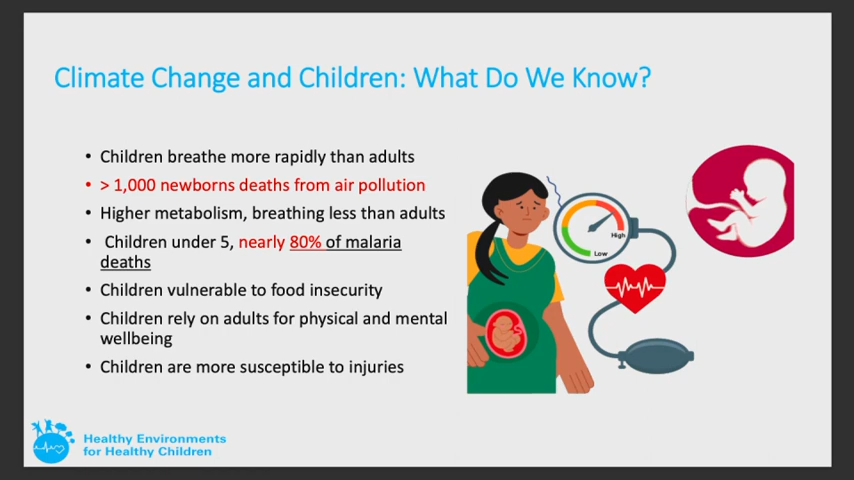 Climate Change and Children: What Do We Know?
• Children breathe more rapidly than adults
• > 1,000 newborns deaths from air pollution
• Higher metabolism, breathing less than adults
• Children under 5, nearly 80% of malaria
deaths
• Children vulnerable to food insecurity
• Children rely on adults for physical and mental
wellbeing
• Children are more susceptible to injuries
High
Low
Healthy Environments
for Healthy Children